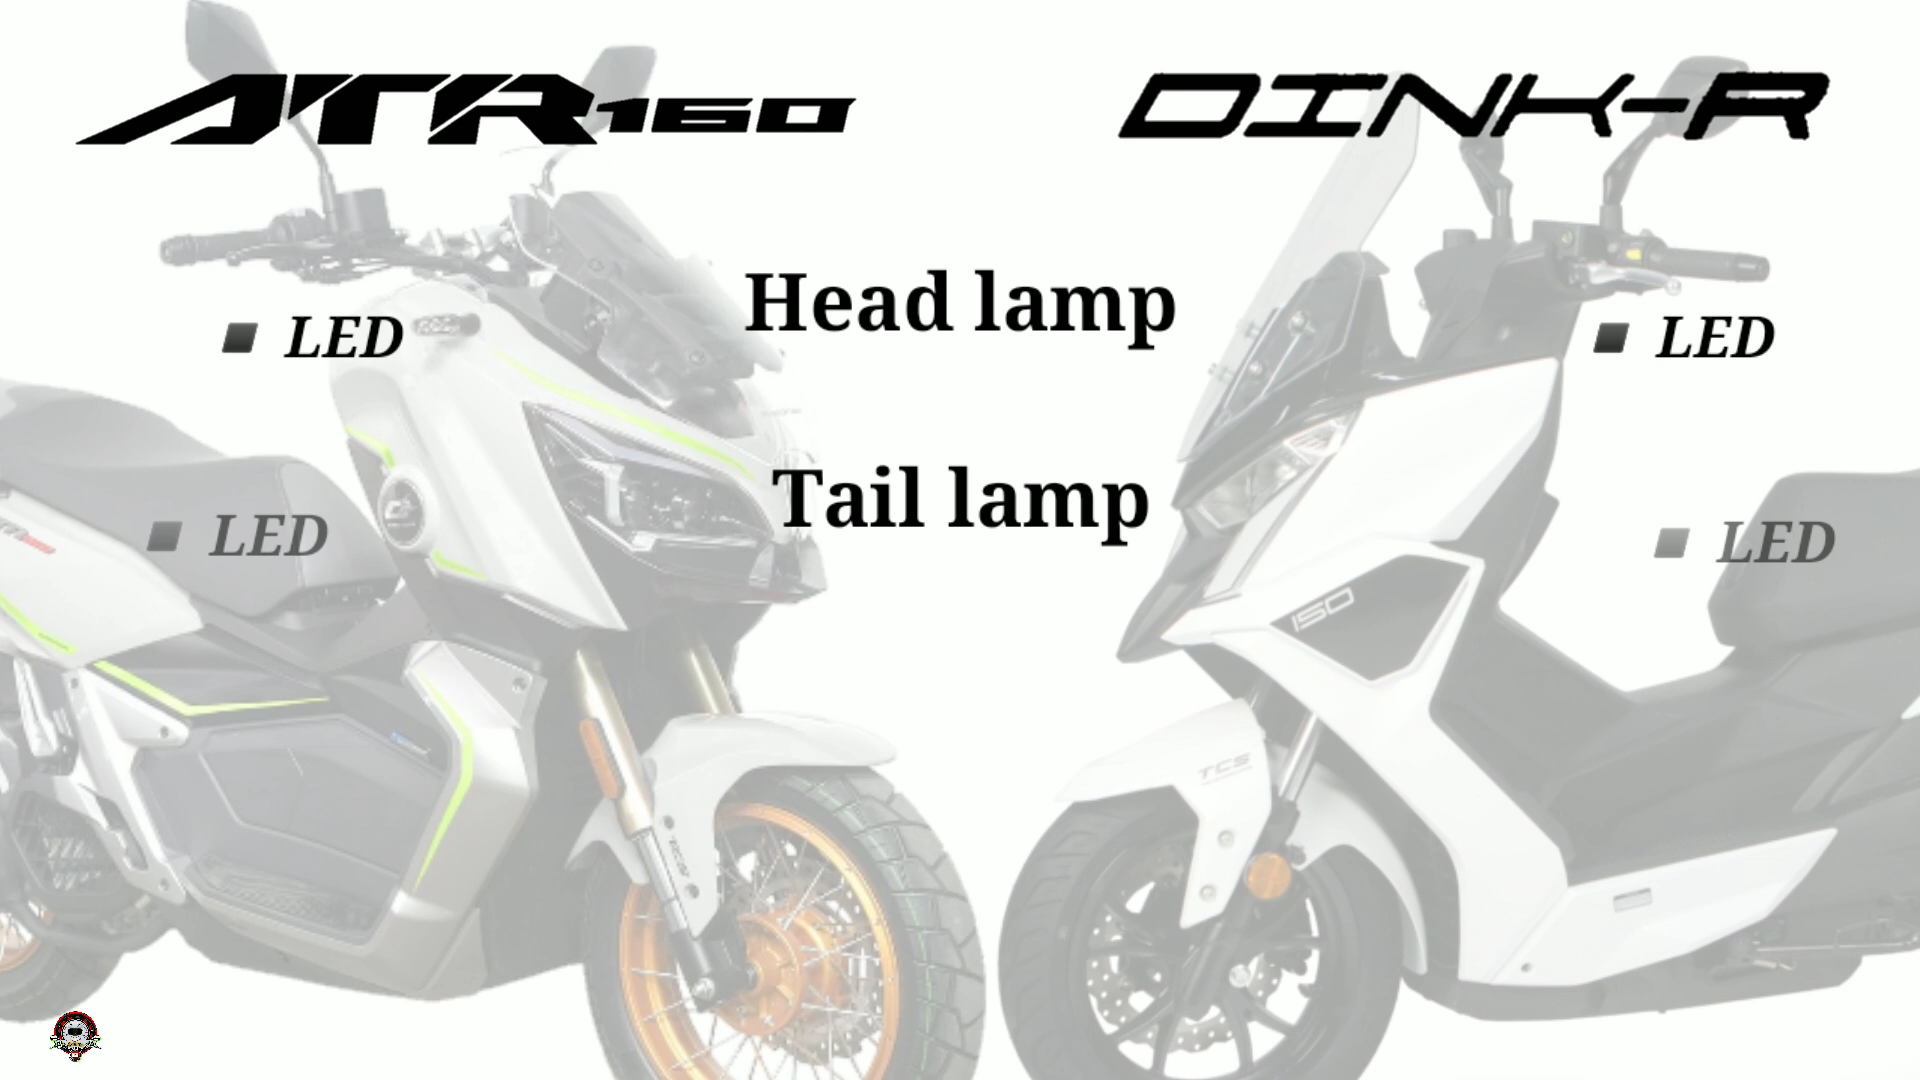 ATR160
DINK-R
Head lamp
LED
LED
Tail lamp
LED
LED
150
TCS